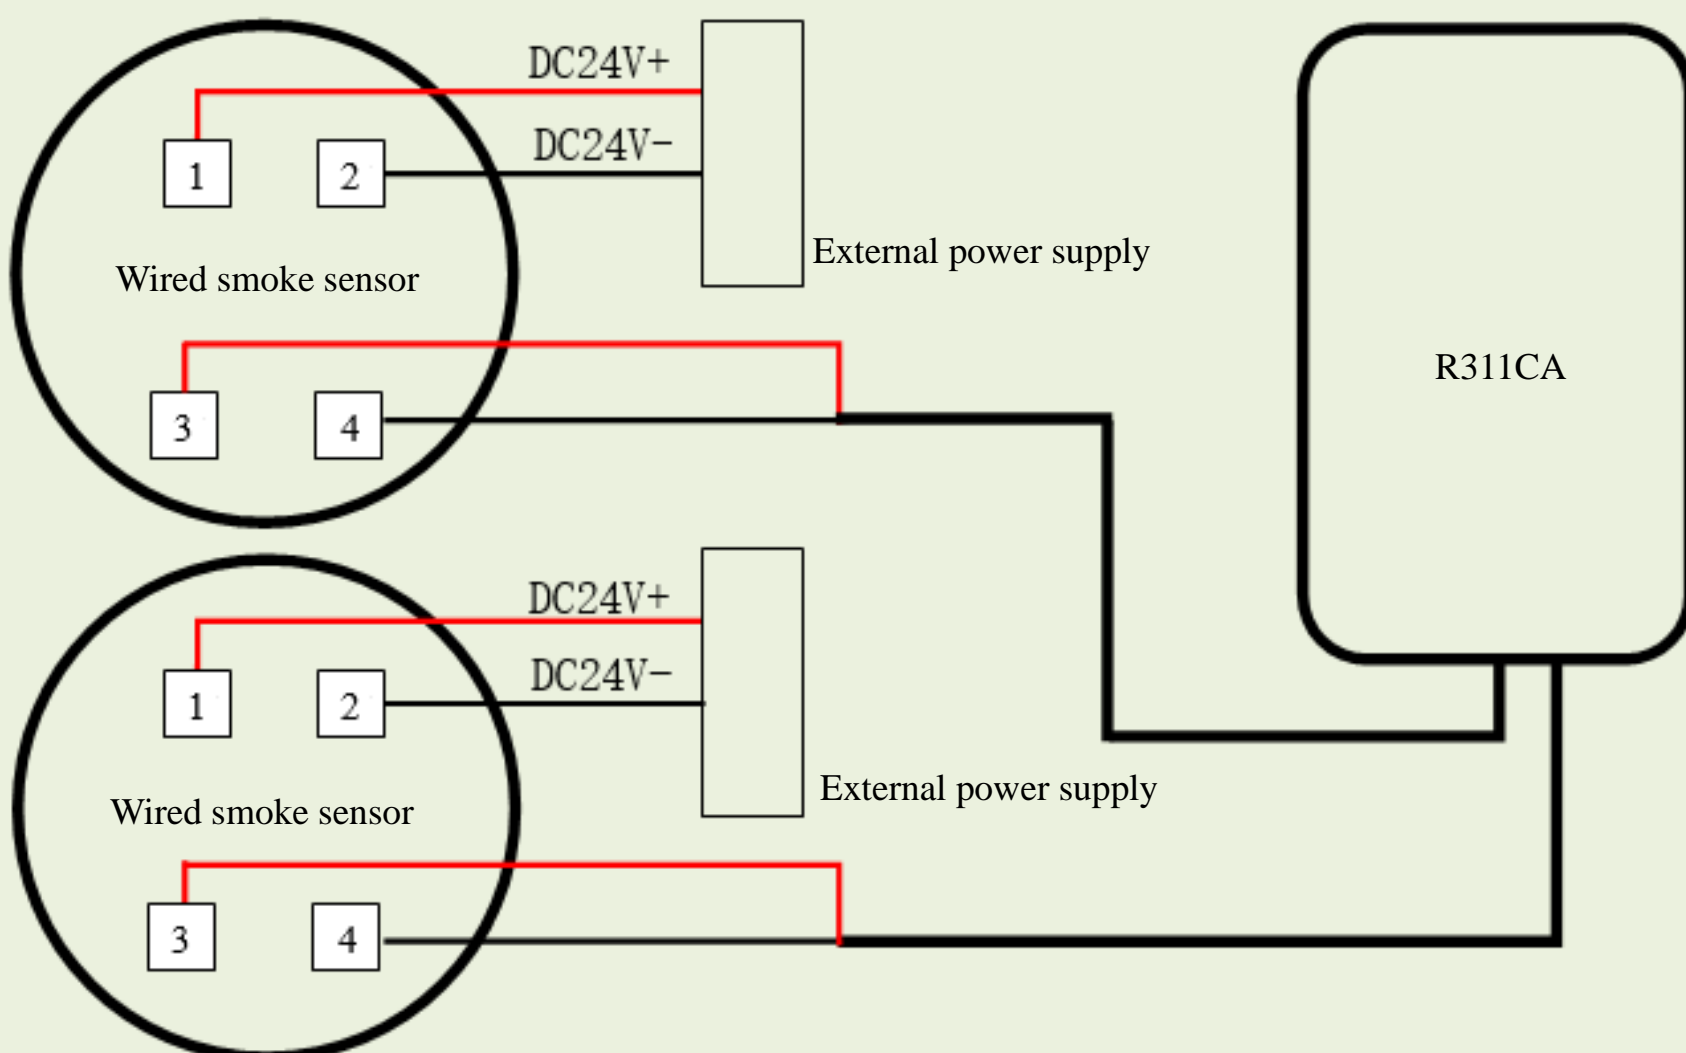 DC24V+
DC24V-
1
2
External power supply
Wired smoke sensor
R311CA
3
4
DC24V+
DC24V-
1
2
External power supply
Wired smoke sensor
3
4